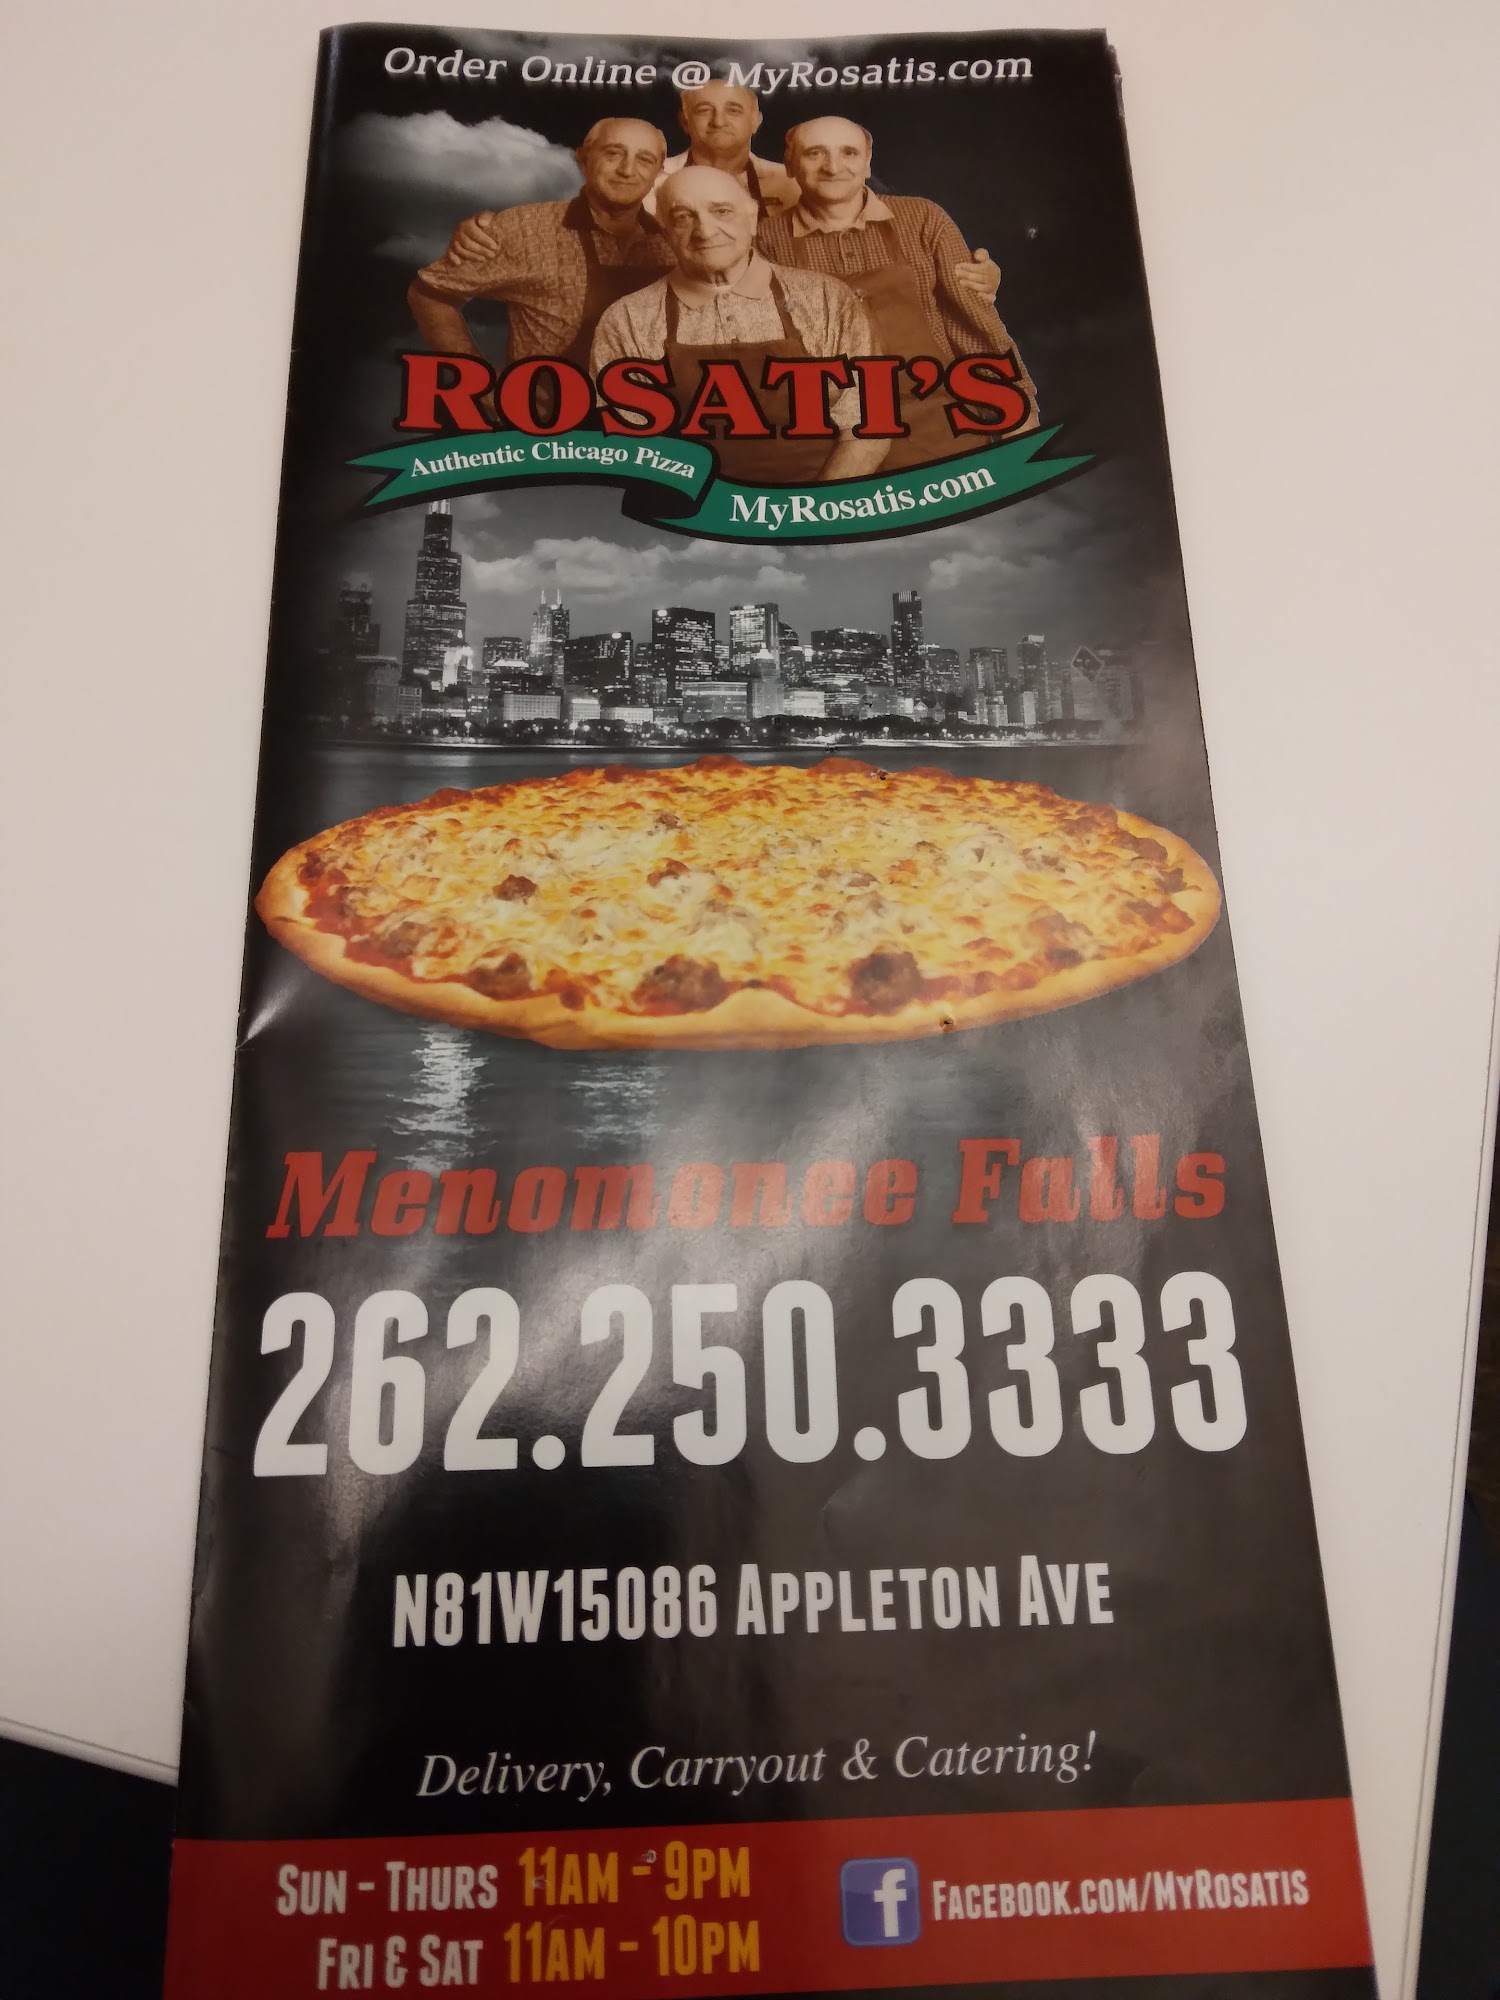 Order Online @ MyRosatis.com
ROSATI'S
Authentic Chicago Pizza
MyRosatis.com
Menomonee Falls
262.250.3333
N81W15086 APPLETON AVE
Delivery, Carryout & Catering!
SUN - THURS 11AM - 9PM
FRI & SAT 11AM - 10PM
f FACEBOOK.COM/MYROSATIS